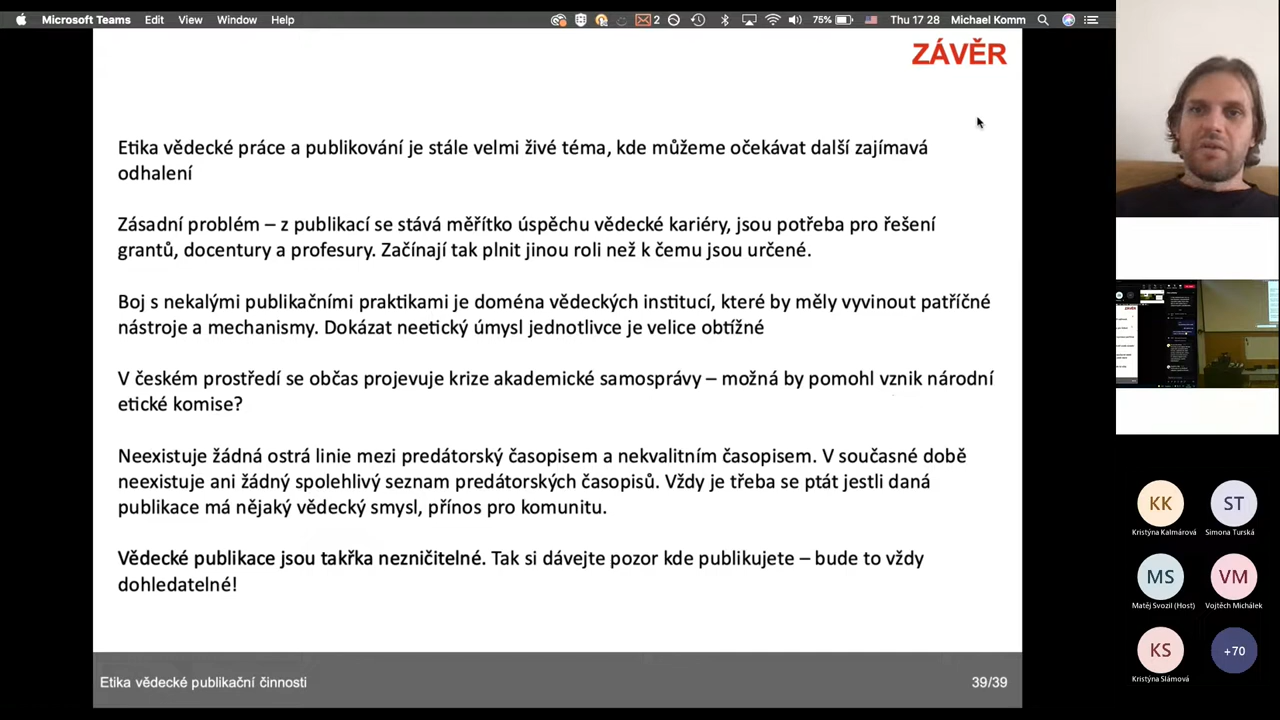 Microsoft Teams Edit View Window Help 2 75% Thu 17 28 Michael Komm
ZÁVĚR
Etika vědecké práce a publikování je stále velmi živé téma, kde můžeme očekávat další zajímavá
odhalení
Zásadní problém – z publikací se stává měřítko úspěchu vědecké kariéry, jsou potřeba pro řešení
grantů, docentury a profesury. Začínají tak plnit jinou roli než k čemu jsou určené.
Boj s nekalými publikačními praktikami je doména vědeckých institucí, které by měly vyvinout patřičné
nástroje a mechanismy. Dokázat neetický úmysl jednotlivce je velice obtížné
V českém prostředí se občas projevuje krize akademické samosprávy – možná by pomohl vznik národní
etické komise?
Neexistuje žádná ostrá linie mezi predátorský časopisem a nekvalitním časopisem. V současné době
neexistuje ani žádný spolehlivý seznam predátorských časopisů. Vždy je třeba se ptát jestli daná
publikace má nějaký vědecký smysl, přínos pro komunitu.
Vědecké publikace jsou takřka nezničitelné. Tak si dávejte pozor kde publikujete – bude to vždy
dohledatelné!
Etika vědecké publikační činnosti 39/39
KK ST
Kristýna Kalmárová Simona Turská
MS VM
Matěj Svozil (Host) Vojtěch Michálek
KS +70
Kristýna Slámová